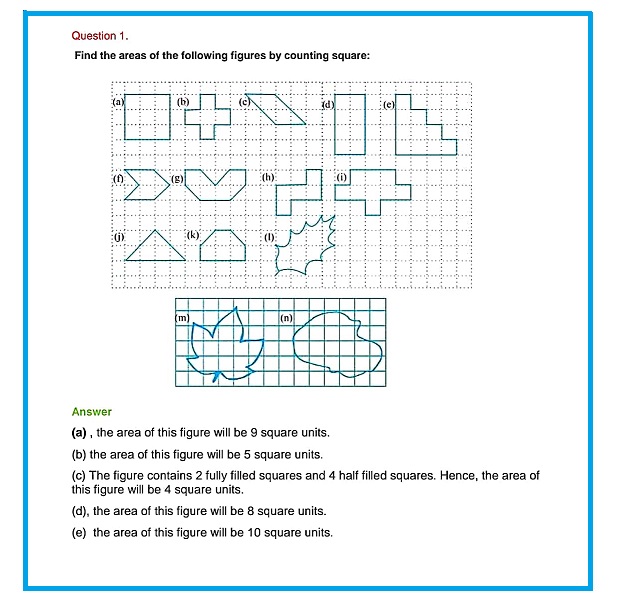 Question 1.
Find the areas of the following figures by counting square:
(a) (b) (c) (d) (e)
(f) (g) (h) (i)
(j) (k) (l)
(m) (n)
Answer
(a) , the area of this figure will be 9 square units.
(b) the area of this figure will be 5 square units.
(c) The figure contains 2 fully filled squares and 4 half filled squares. Hence, the area of
this figure will be 4 square units.
(d), the area of this figure will be 8 square units.
(e) the area of this figure will be 10 square units.